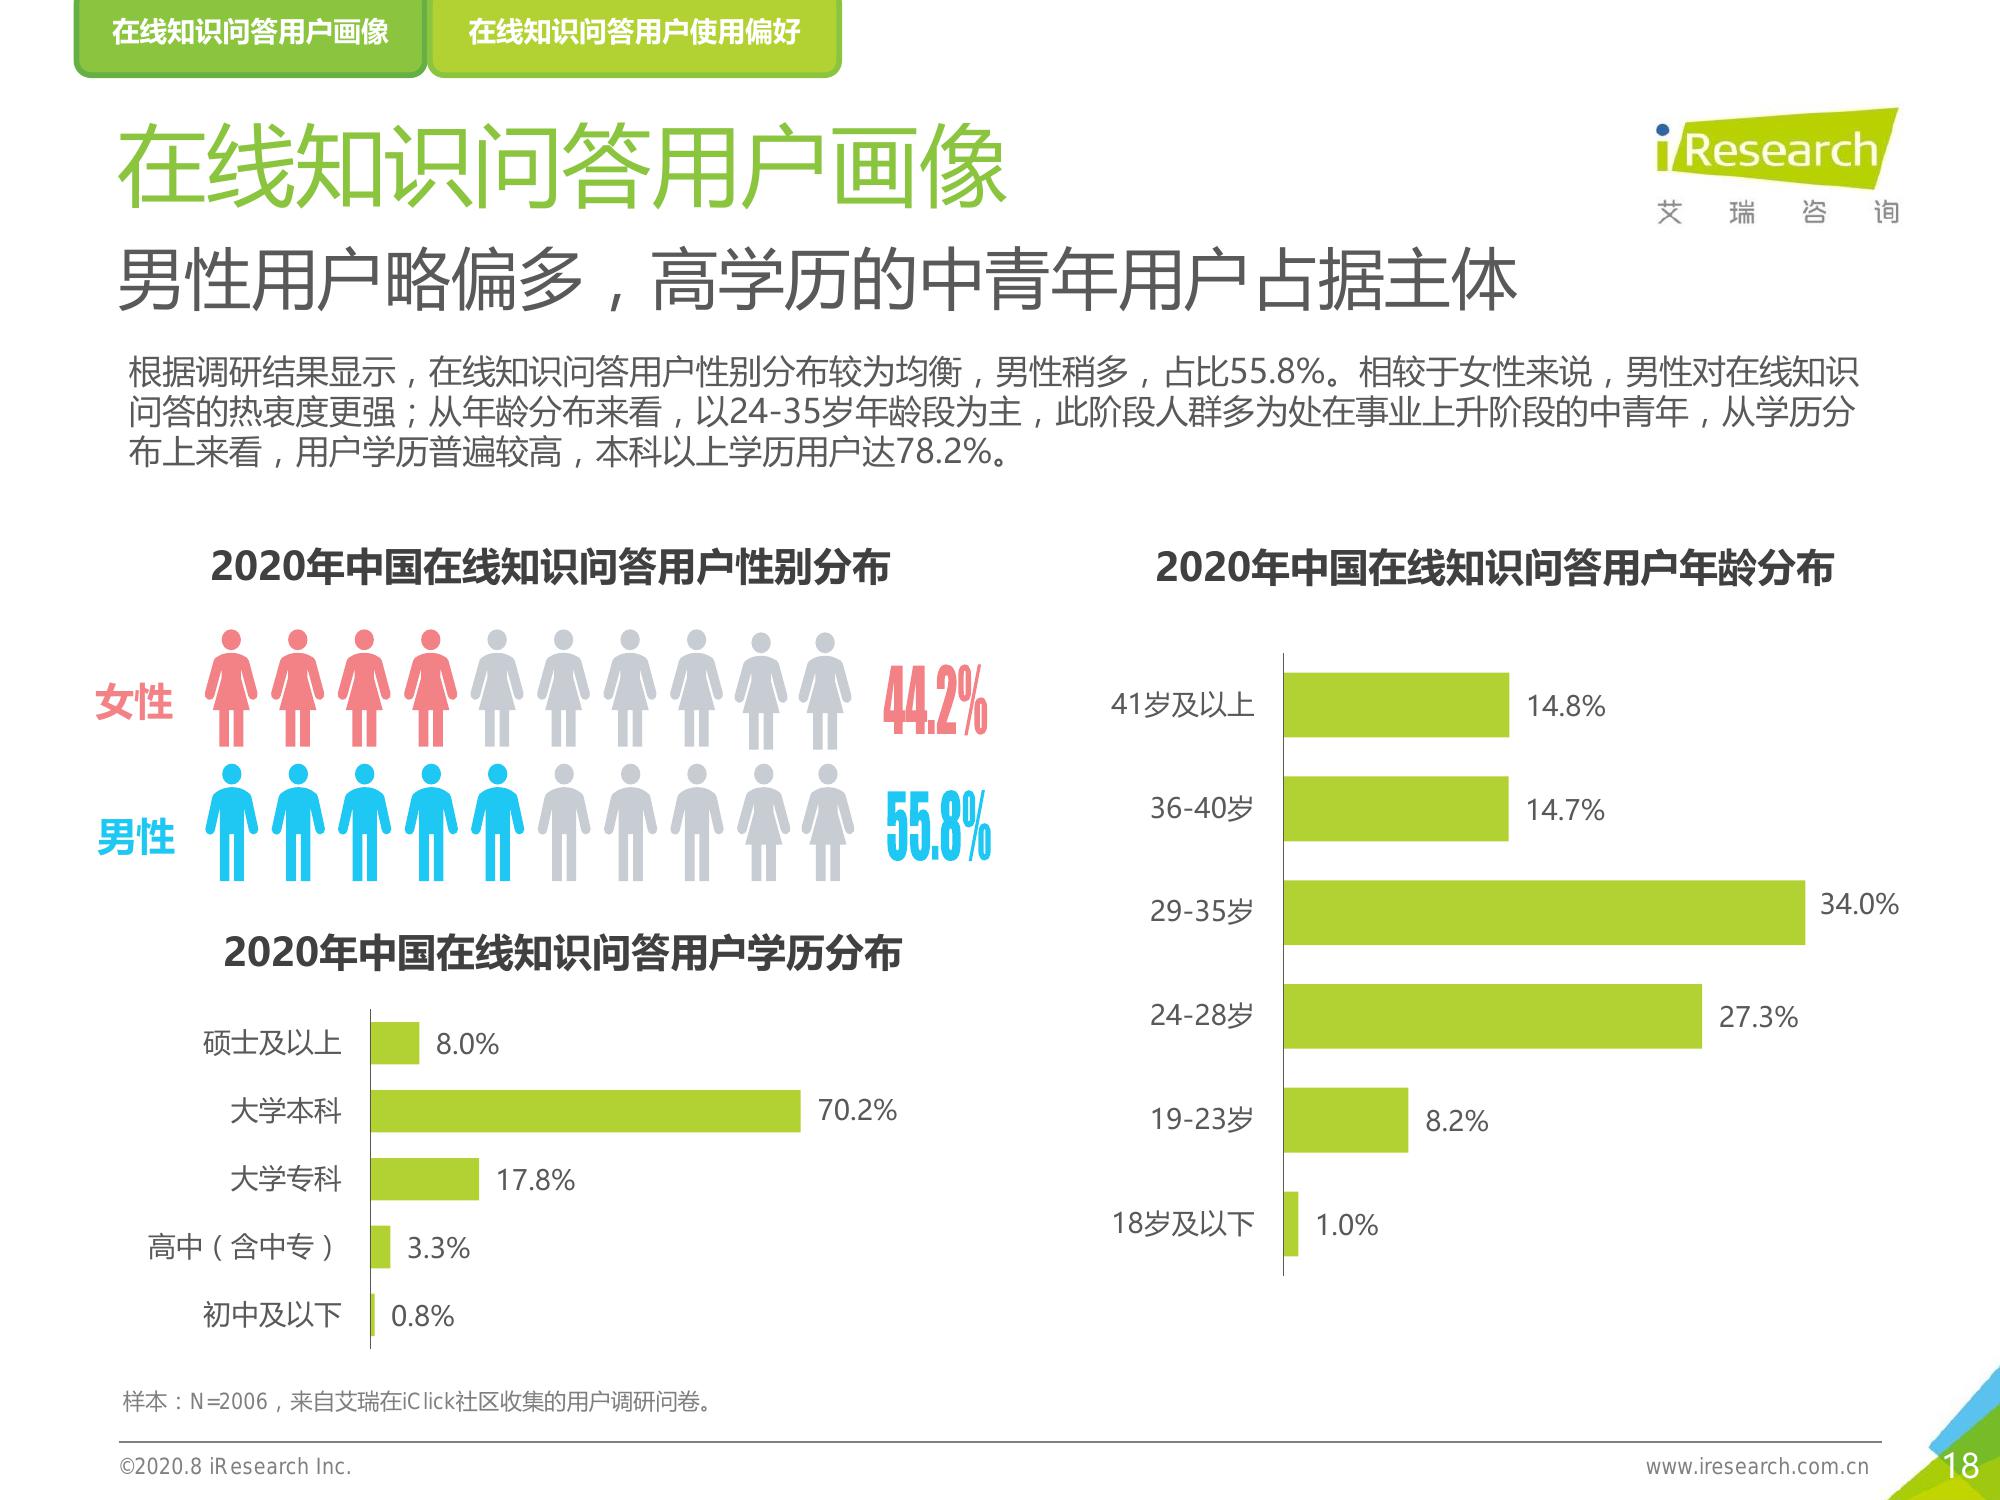 在线知识问答用户画像
在线知识问答用户使用偏好
在线知识问答用户画像
iResearch
艾瑞咨询
男性用户略偏多，高学历的中青年用户占据主体
根据调研结果显示，在线知识问答用户性别分布较为均衡，男性稍多，占比55.8%。相较于女性来说，男性对在线知识
问答的热衷度更强；从年龄分布来看，以24-35岁年龄段为主，此阶段人群多为处在事业上升阶段的中青年，从学历分
布上来看，用户学历普遍较高，本科以上学历用户达78.2%。
2020年中国在线知识问答用户性别分布
女性 44.2%
男性 55.8%
2020年中国在线知识问答用户学历分布
硕士及以上 8.0%
大学本科 70.2%
大学专科 17.8%
高中（含中专） 3.3%
初中及以下 0.8%
2020年中国在线知识问答用户年龄分布
41岁及以上 14.8%
36-40岁 14.7%
29-35岁 34.0%
24-28岁 27.3%
19-23岁 8.2%
18岁及以下 1.0%
样本：N=2006，来自艾瑞在iClick社区收集的用户调研问卷。
©2020.8 iResearch Inc.
www.iresearch.com.cn
18